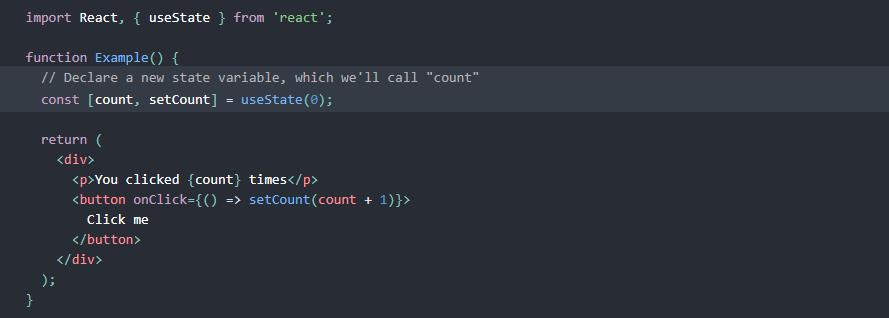 import React, { useState } from 'react';

function Example() {
  // Declare a new state variable, which we'll call "count"
  const [count, setCount] = useState(0);

  return (
    <div>
      <p>You clicked {count} times</p>
      <button onClick={() => setCount(count + 1)}>
        Click me
      </button>
    </div>
  );
}